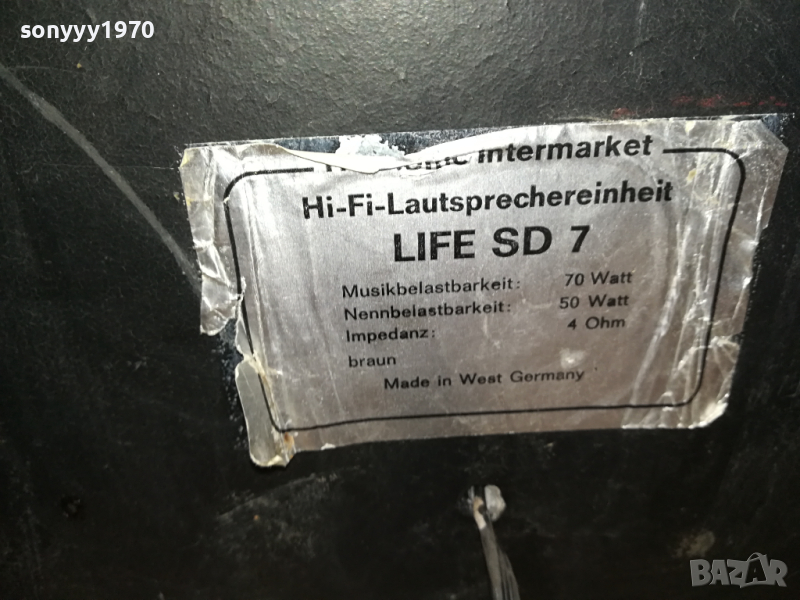 sonyyy1970
intermarket
Hi-Fi-Lautsprechereinheit
LIFE SD 7
Musikbelastbarkeit: 70 Watt
Nennbelastbarkeit: 50 Watt
Impedanz: 4 Ohm
braun
Made in West Germany
BAZAR